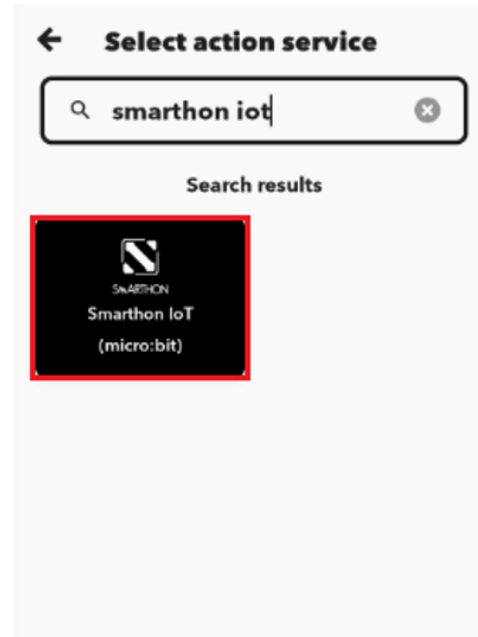 Select action service
smarthon iot
Search results
SMARTHON
Smarthon IoT
(micro:bit)